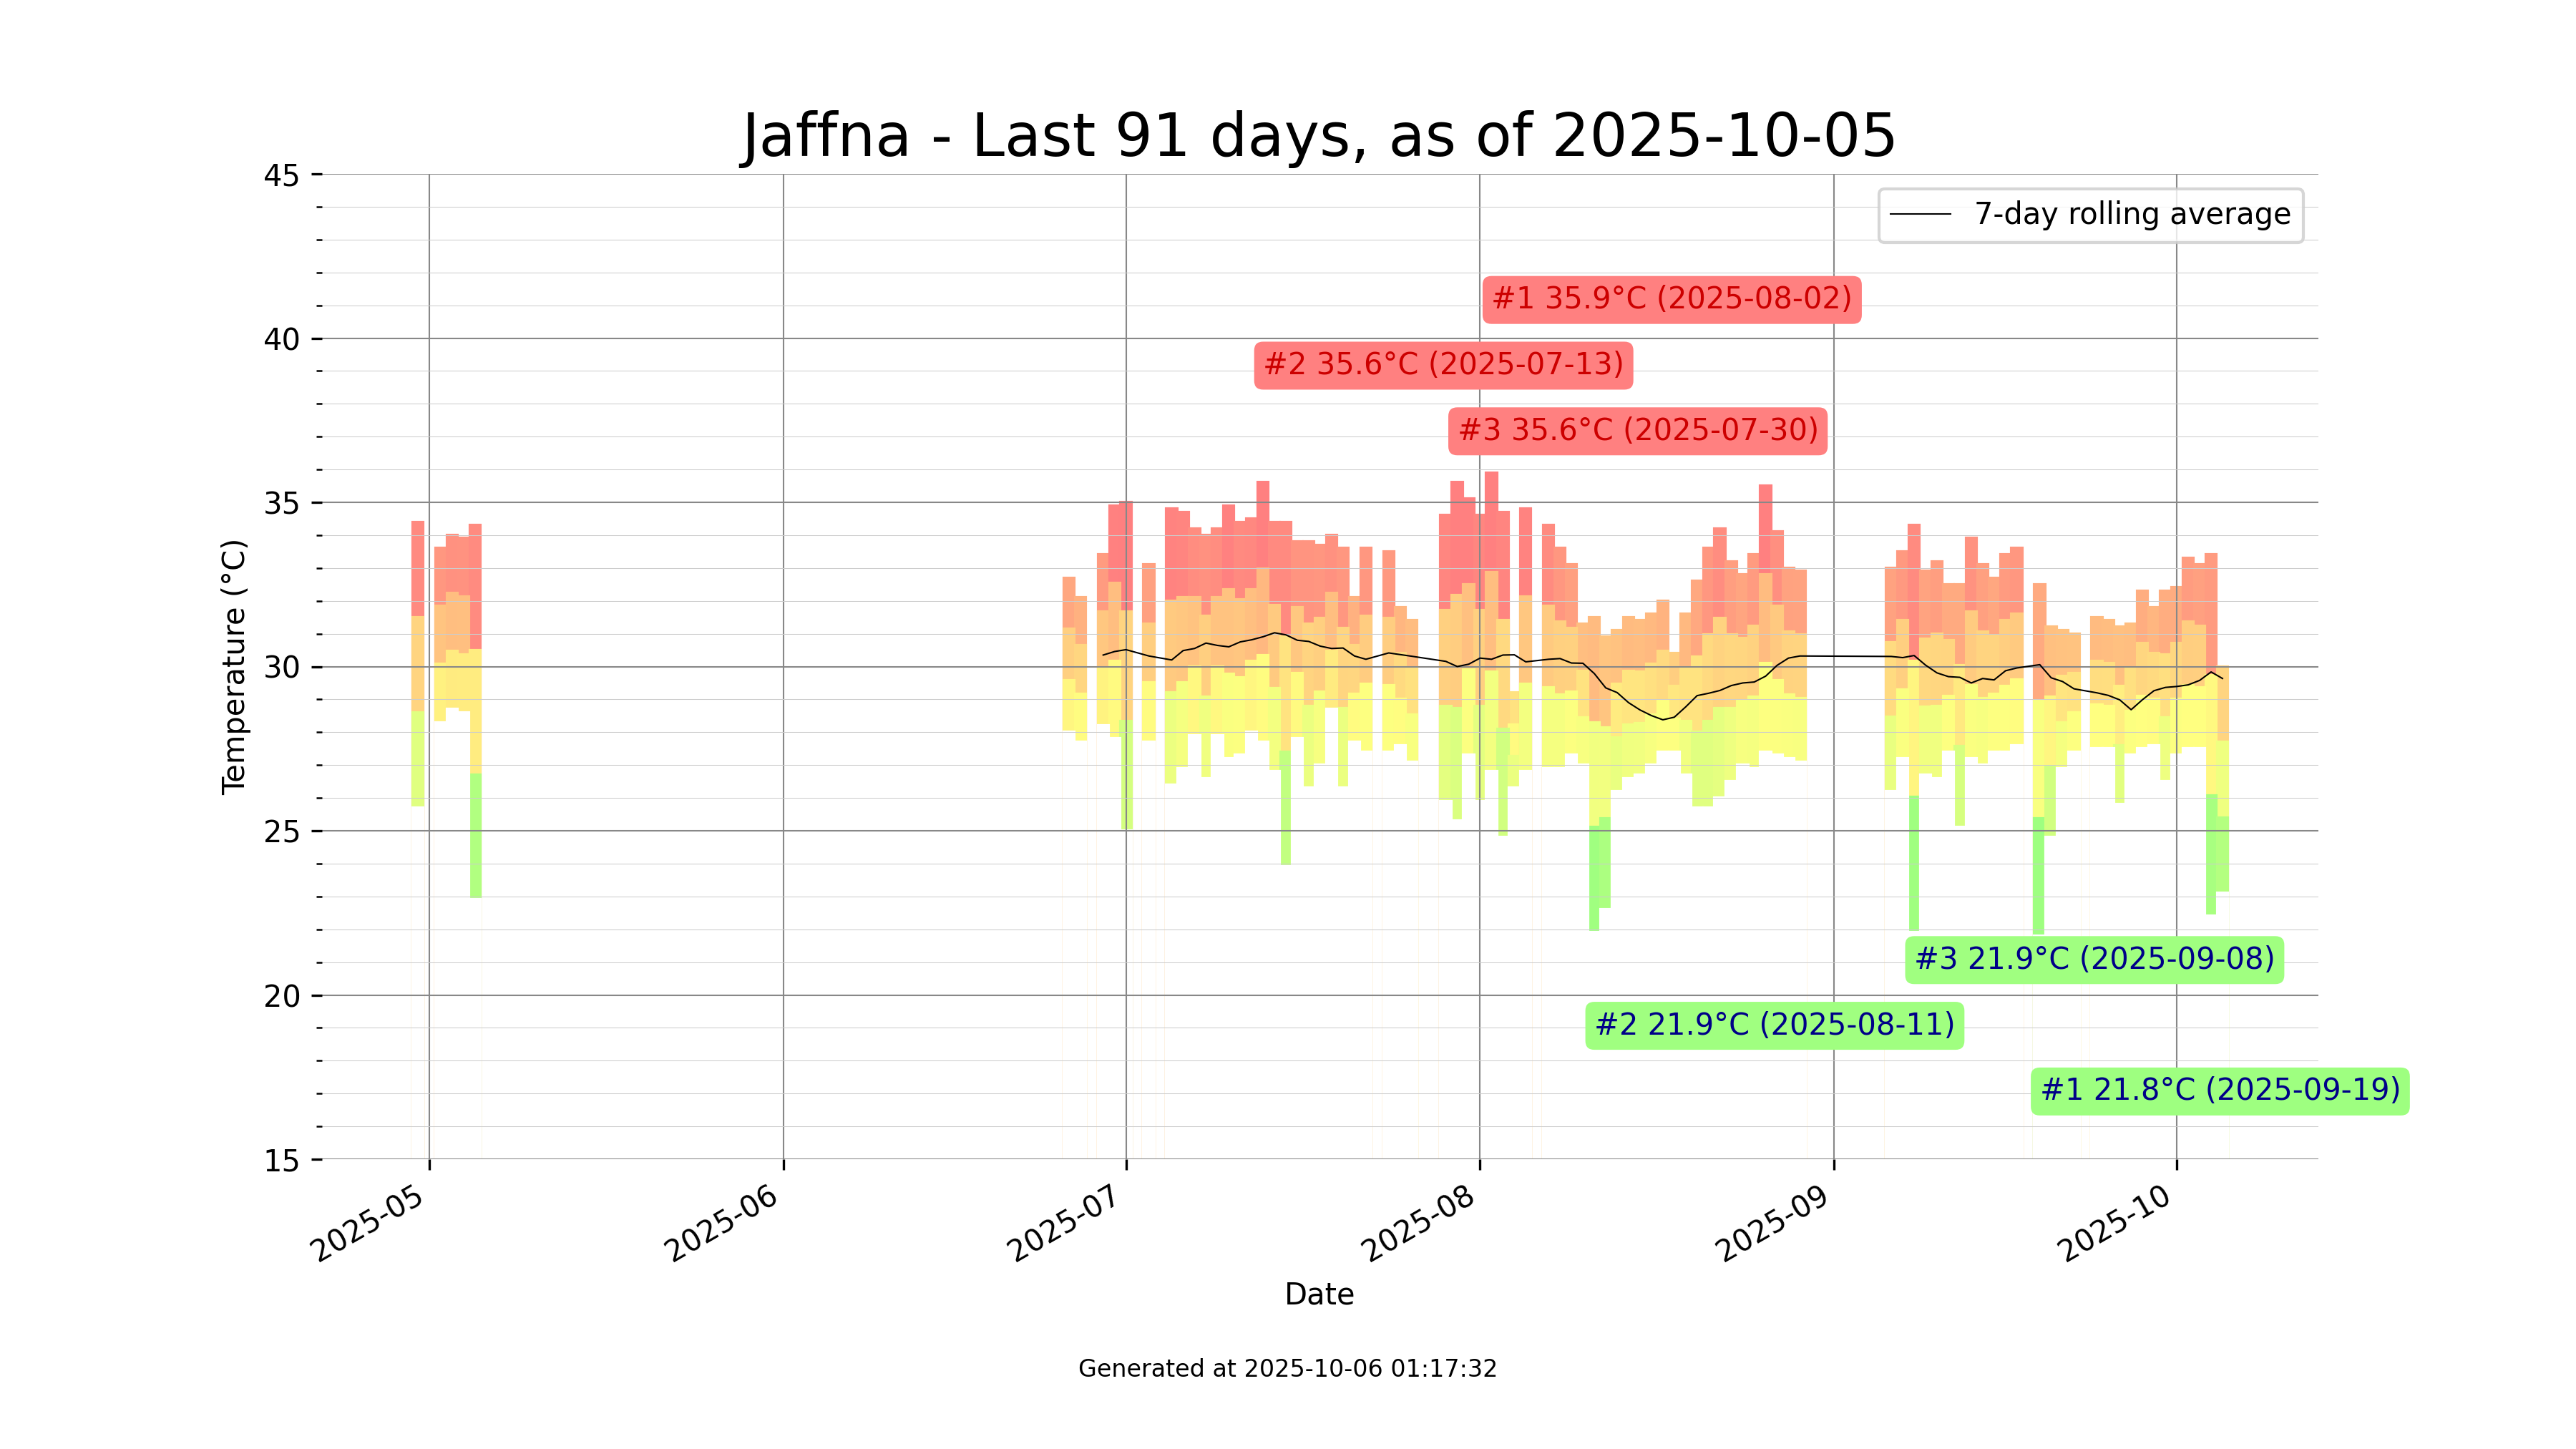 Jaffna - Last 91 days, as of 2025-10-05
7-day rolling average
#1 35.9°C (2025-08-02)
#2 35.6°C (2025-07-13)
#3 35.6°C (2025-07-30)
#3 21.9°C (2025-09-08)
#2 21.9°C (2025-08-11)
#1 21.8°C (2025-09-19)
Temperature (°C)
45
40
35
30
25
20
15
2025-05
2025-06
2025-07
2025-08
2025-09
2025-10
Date
Generated at 2025-10-06 01:17:32